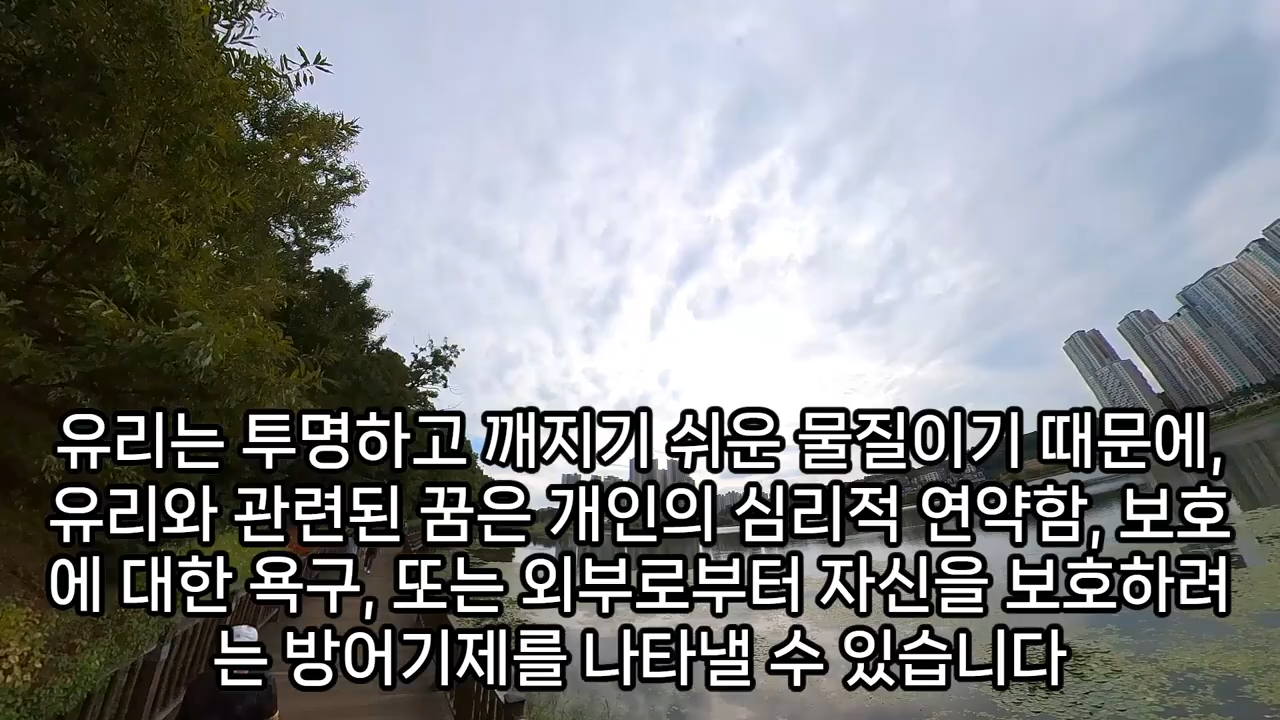 유리는 투명하고 깨지기 쉬운 물질이기 때문에,
유리와 관련된 꿈은 개인의 심리적 연약함, 보호
에 대한 욕구, 또는 외부로부터 자신을 보호하려
는 방어기제를 나타낼 수 있습니다